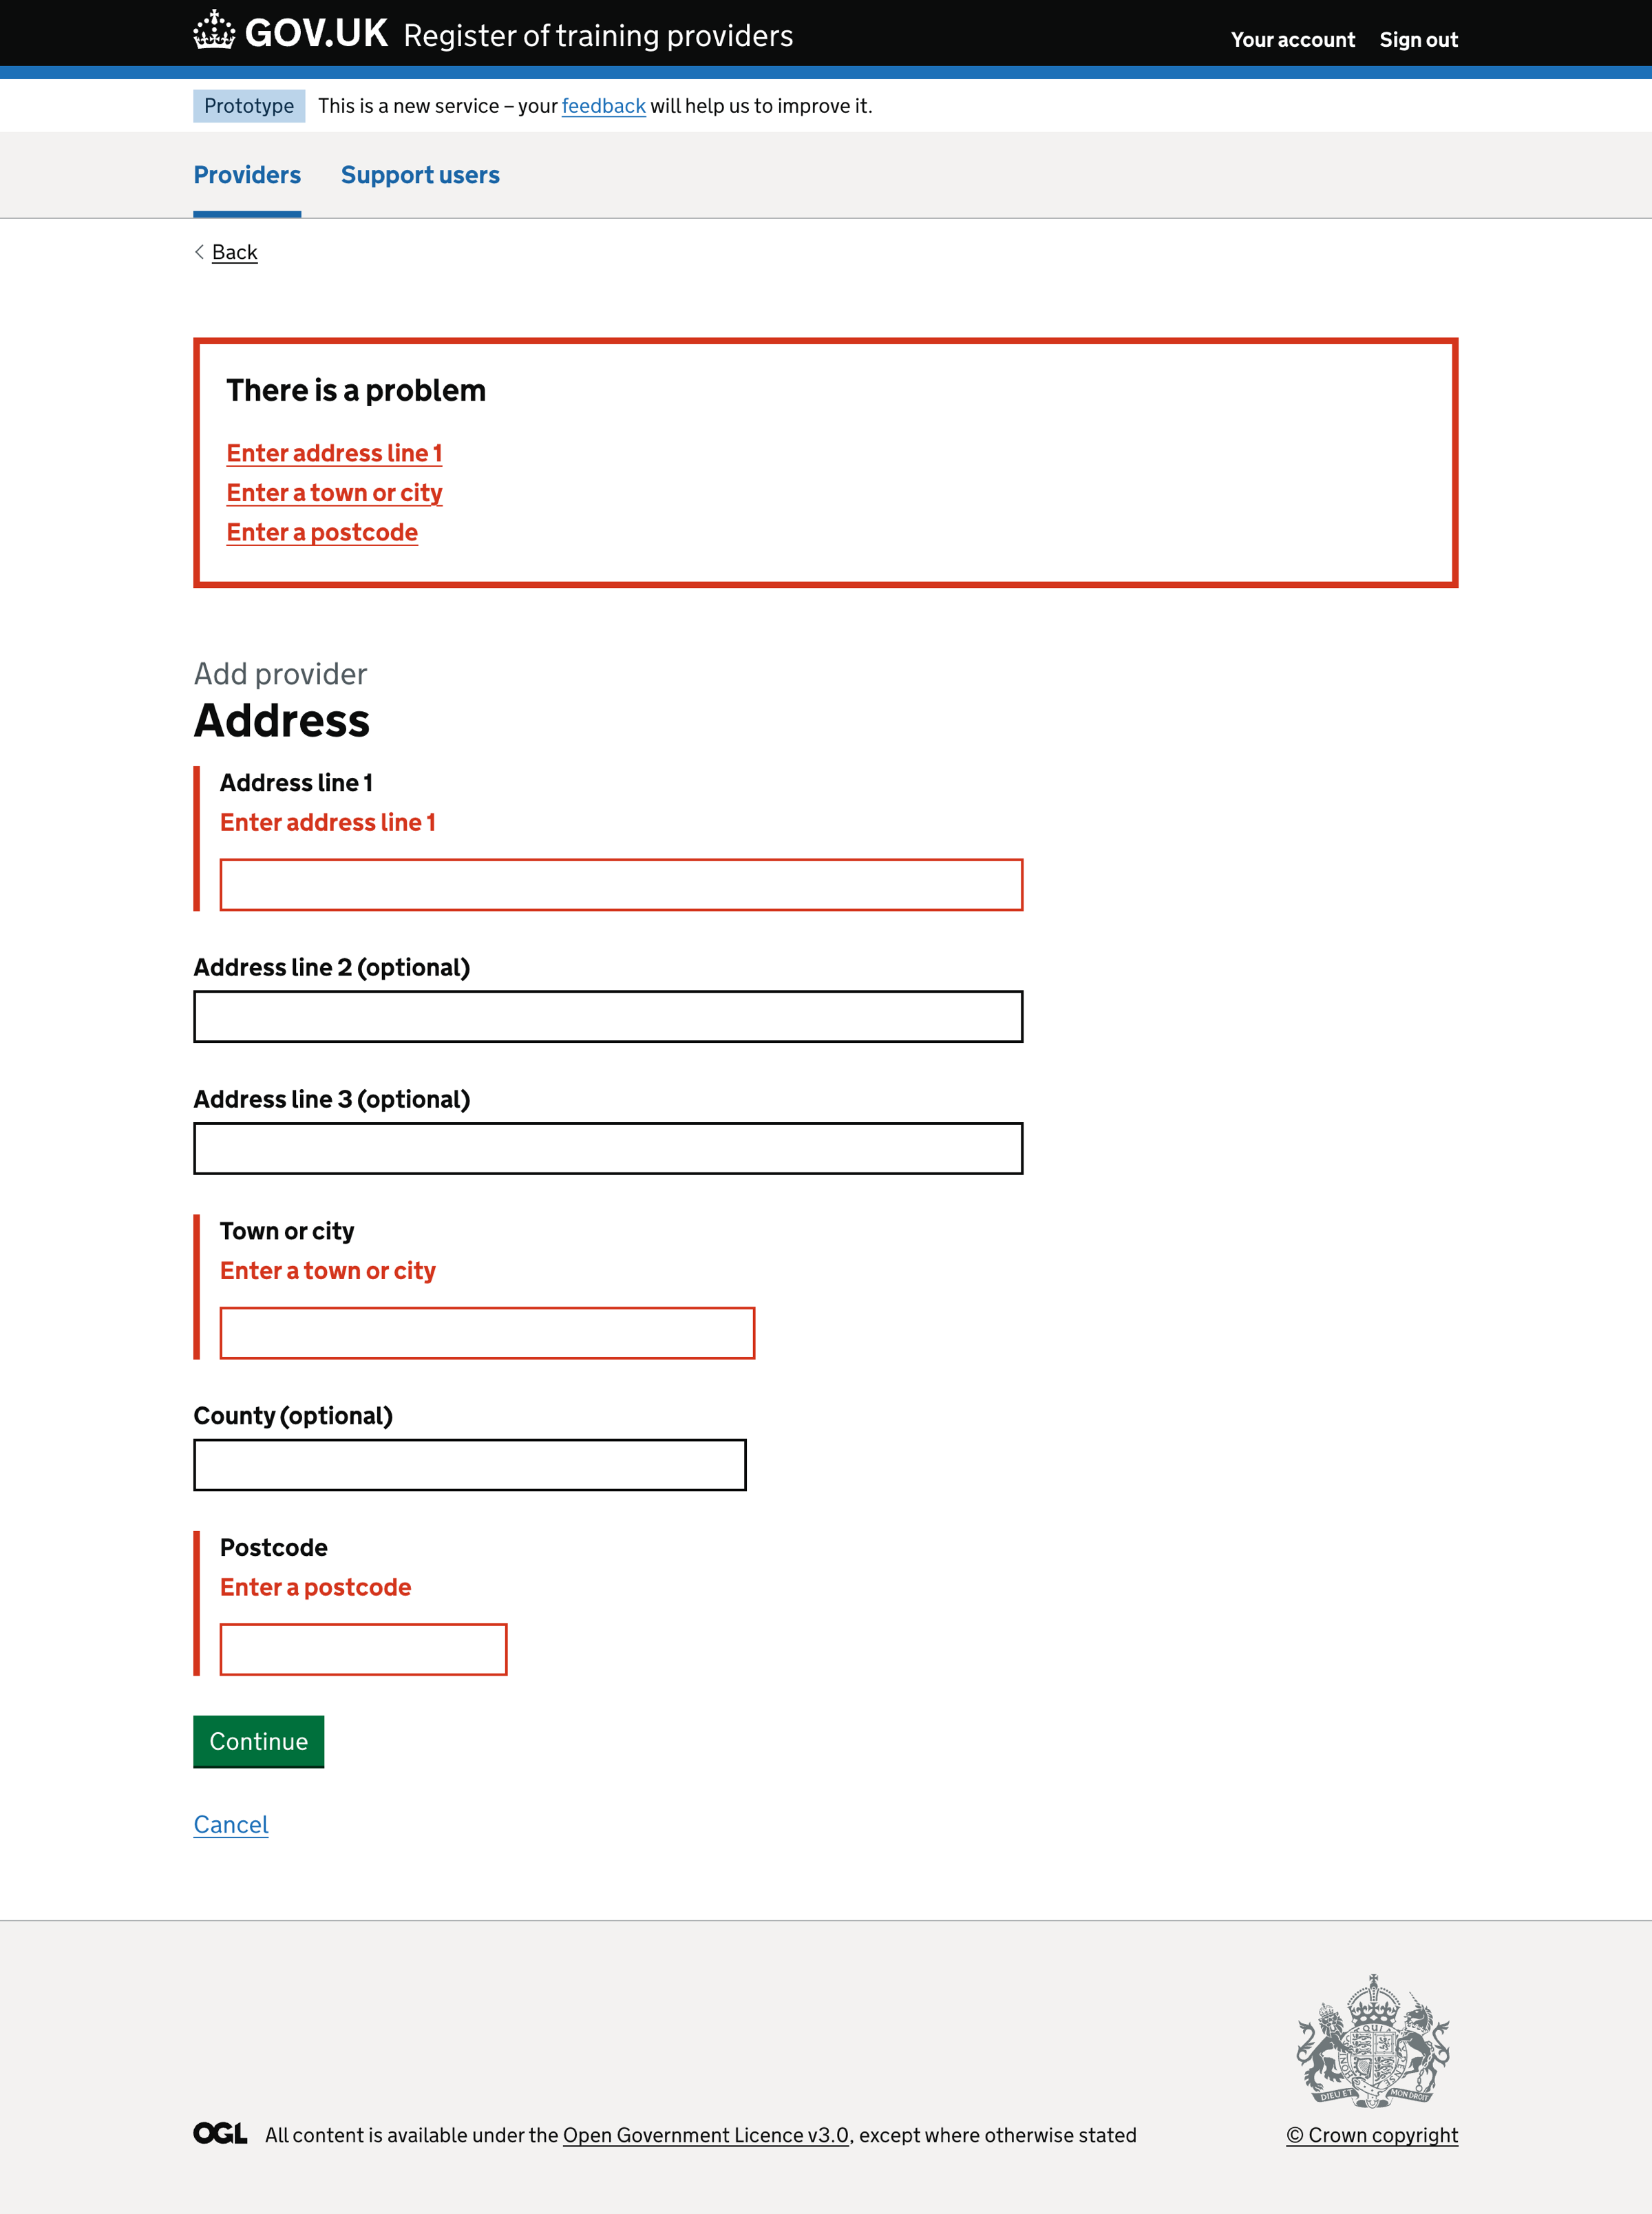 GOV.UK Register of training providers
Your account Sign out
Prototype This is a new service – your feedback will help us to improve it.
Providers Support users
Back
There is a problem
Enter address line 1
Enter a town or city
Enter a postcode
Add provider
Address
Address line 1
Enter address line 1
Address line 2 (optional)
Address line 3 (optional)
Town or city
Enter a town or city
County (optional)
Postcode
Enter a postcode
Continue
Cancel
DIEU ET MON DROIT
OGL All content is available under the Open Government Licence v3.0, except where otherwise stated
© Crown copyright